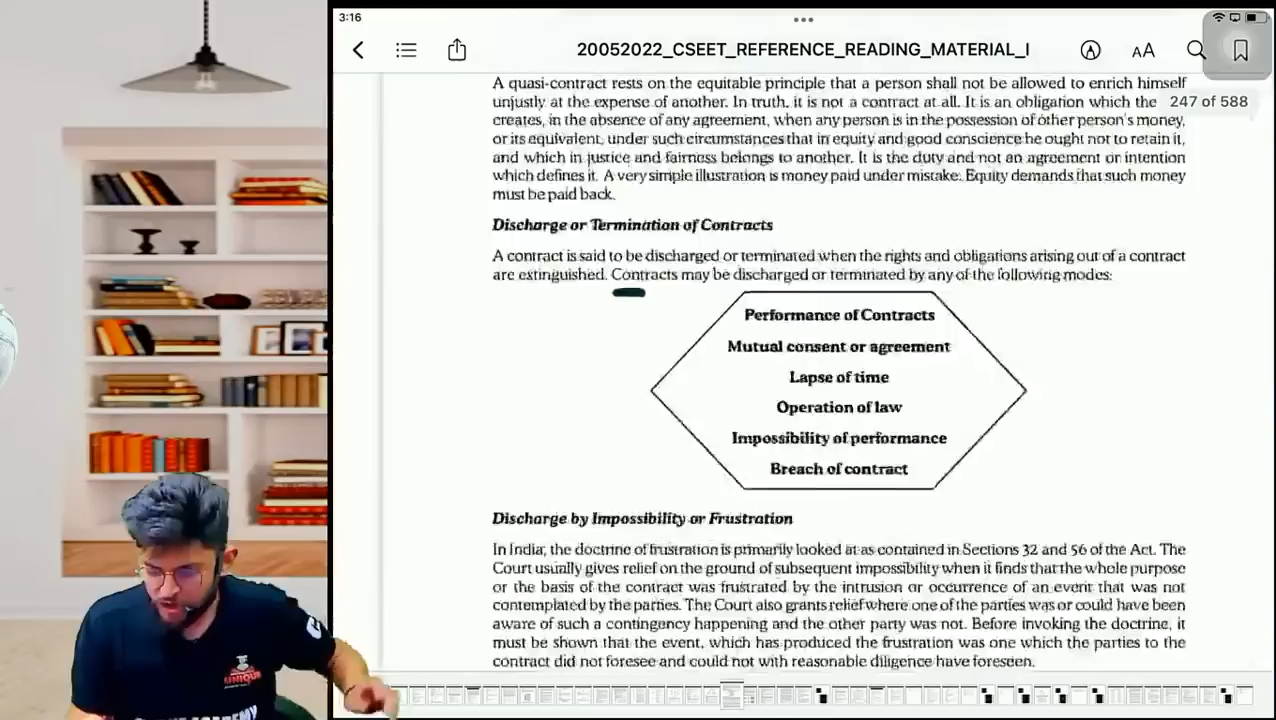 3:16
20052022_CSEET_REFERENCE_READING_MATERIAL_I
AA
247 of 588
A quasi-contract rests on the equitable principle that a person shall not be allowed to enrich himself
unjustly at the expense of another. In truth, it is not a contract at all. It is an obligation which the
creates, in the absence of any agreement, when any person is in the possession of other person's money,
or its equivalent, under such circumstances that in equity and good conscience he ought not to retain it,
and which in justice and fairness belongs to another. It is the duty and not an agreement or intention
which defines it. A very simple illustration is money paid under mistake. Equity demands that such money
must be paid back.
Discharge or Termination of Contracts
A contract is said to be discharged or terminated when the rights and obligations arising out of a contract
are extinguished. Contracts may be discharged or terminated by any of the following modes:
Performance of Contracts
Mutual consent or agreement
Lapse of time
Operation of law
Impossibility of performance
Breach of contract
Discharge by Impossibility or Frustration
In India, the doctrine of frustration is primarily looked at as contained in Sections 32 and 56 of the Act. The
Court usually gives relief on the ground of subsequent impossibility when it finds that the whole purpose
or the basis of the contract was frustrated by the intrusion or occurrence of an event that was not
contemplated by the parties. The Court also grants relief where one of the parties was or could have been
aware of such a contingency happening and the other party was not. Before invoking the doctrine, it
must be shown that the event, which has produced the frustration was one which the parties to the
contract did not foresee and could not with reasonable diligence have foreseen.
UNIQUE